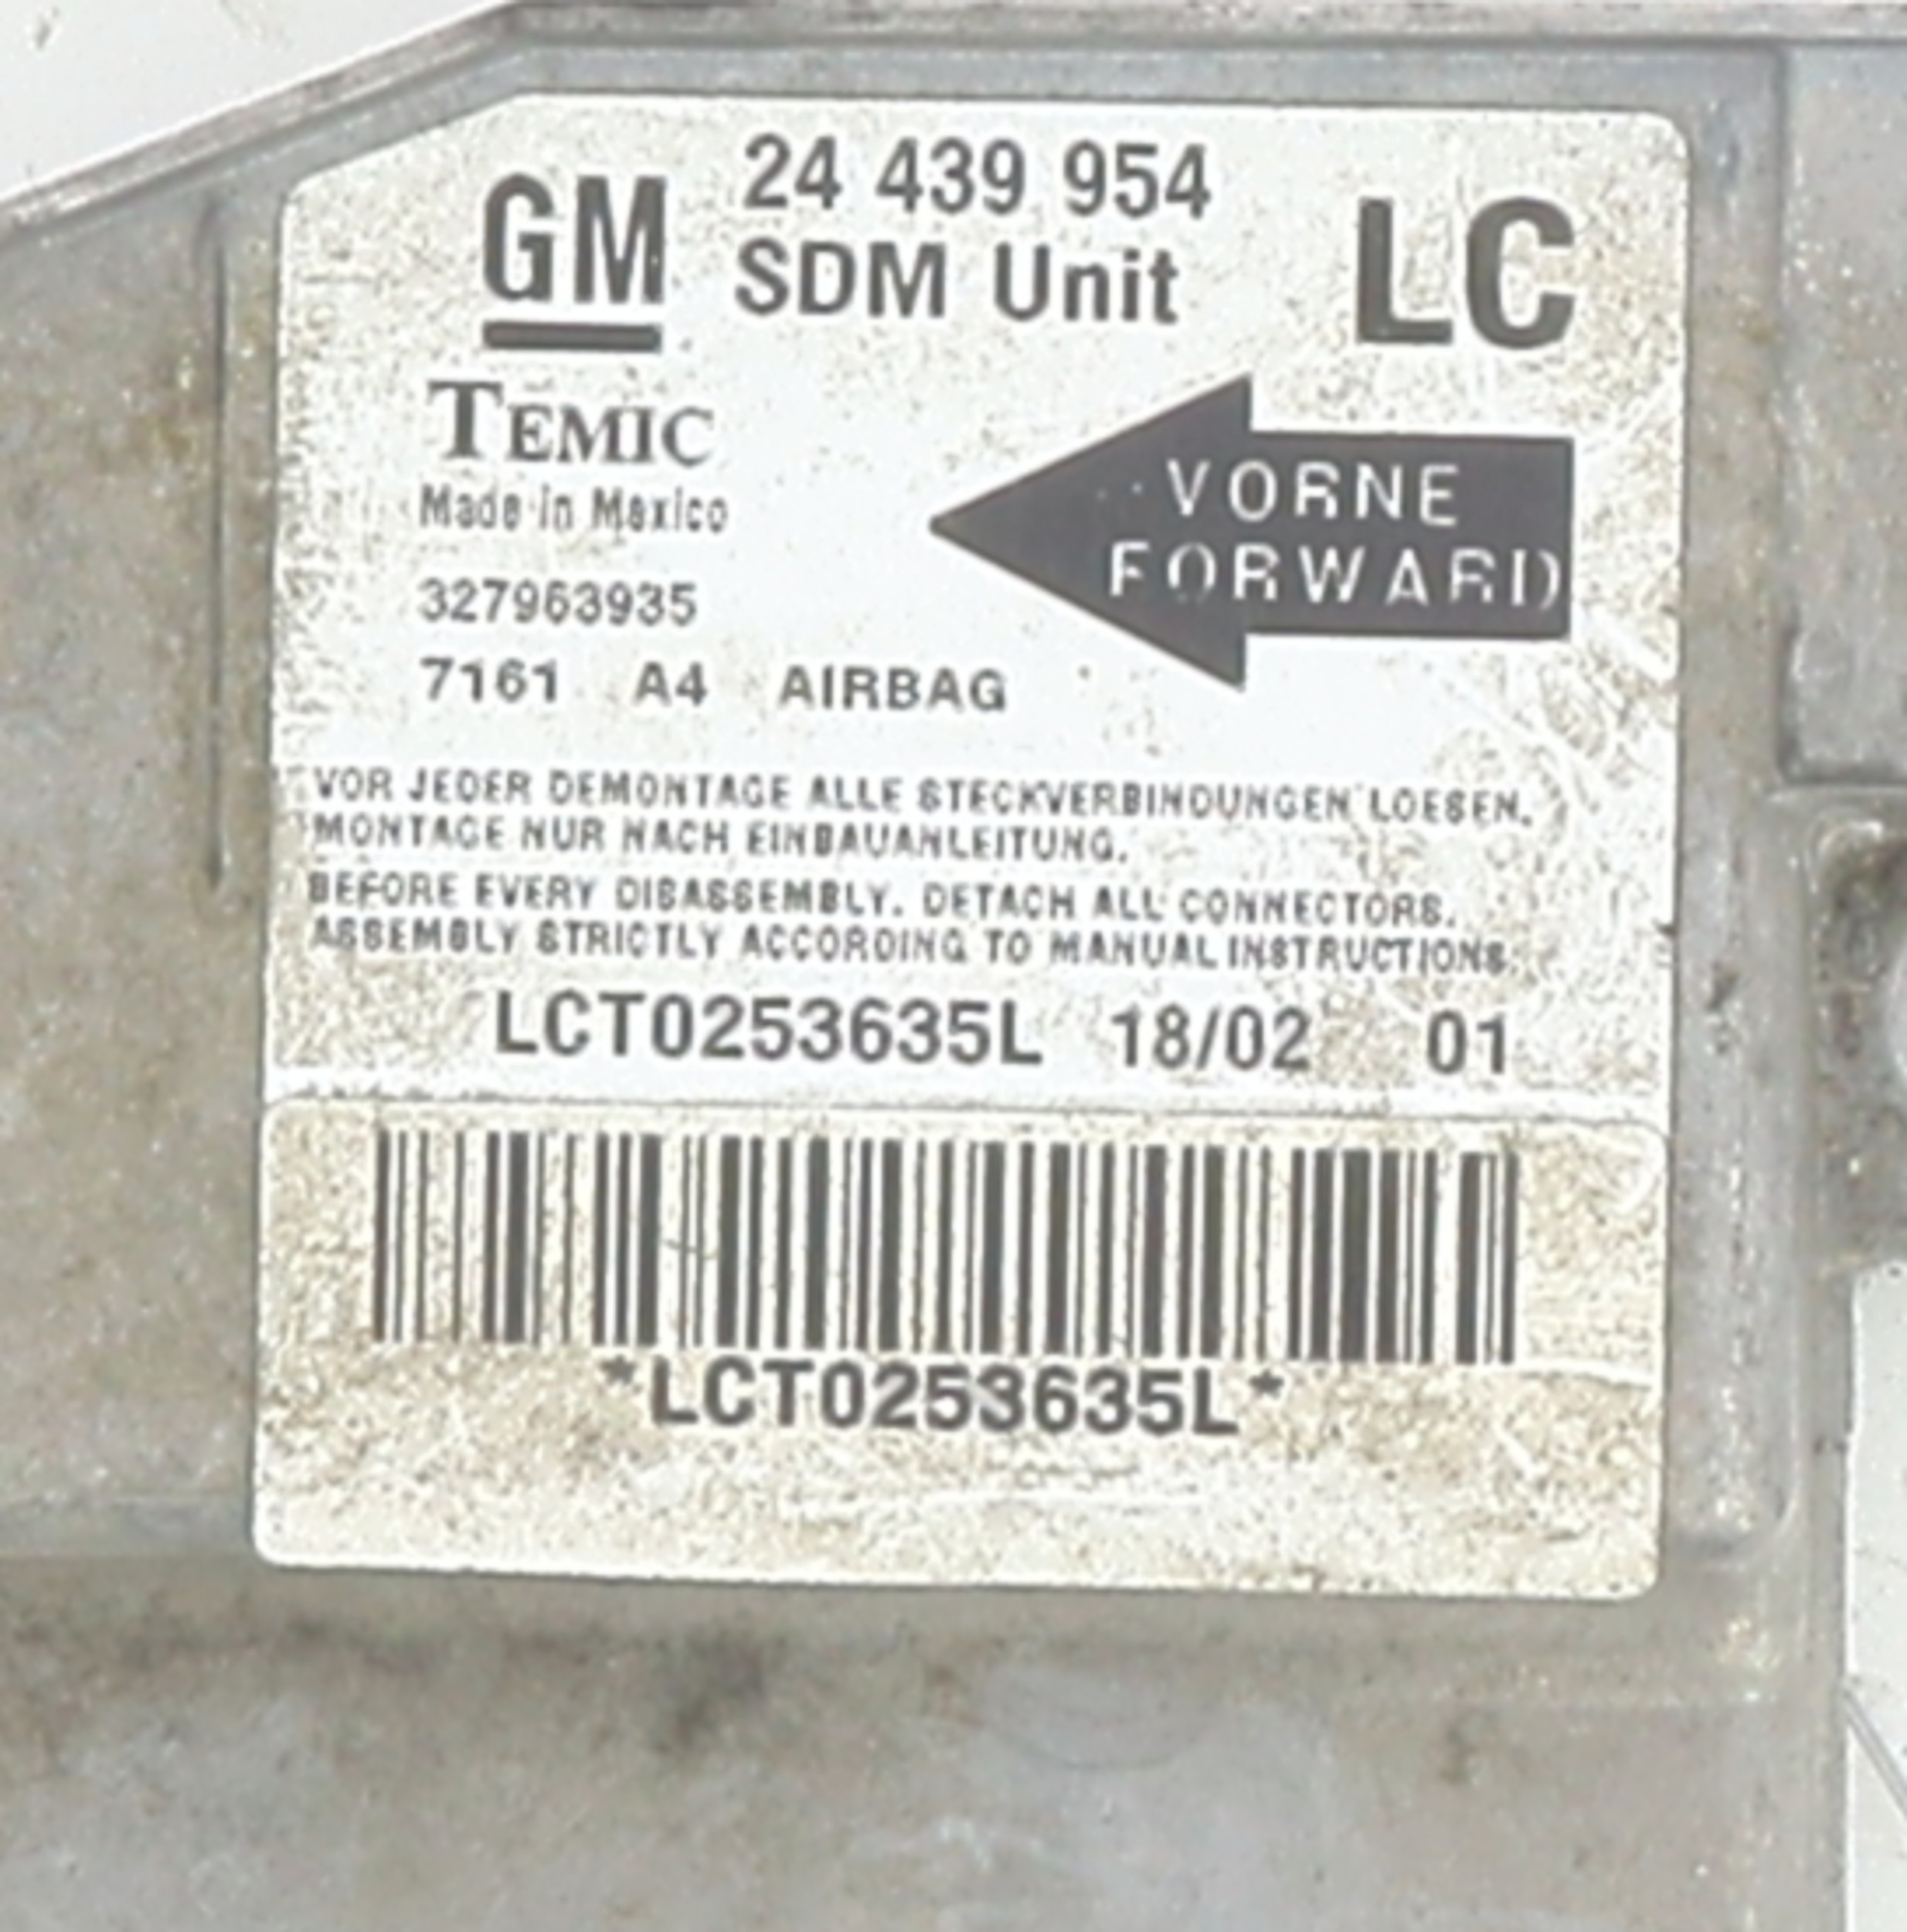 GM 24 439 954 LC
SDM Unit
TEMIC
Made in Mexico
VORNE
FORWARD
327963935
7161 A4 AIRBAG
VOR JEDER DEMONTAGE ALLE STECKVERBINDUNGEN LOESEN.
MONTAGE NUR NACH EINBAUANLEITUNG.
BEFORE EVERY DISASSEMBLY. DETACH ALL CONNECTORS.
ASSEMBLY STRICTLY ACCORDING TO MANUAL INSTRUCTIONS.
LCT0253635L 18/02 01
*LCT0253635L*